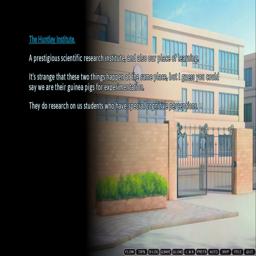 The Huntley Institute.
A prestigious scientific research institute, and also our place of learning.
It's strange that these two things happen at the same place, but I guess you could
say we are their guinea pigs for experimentation.
They do research on us students who have special cognitive perceptions.